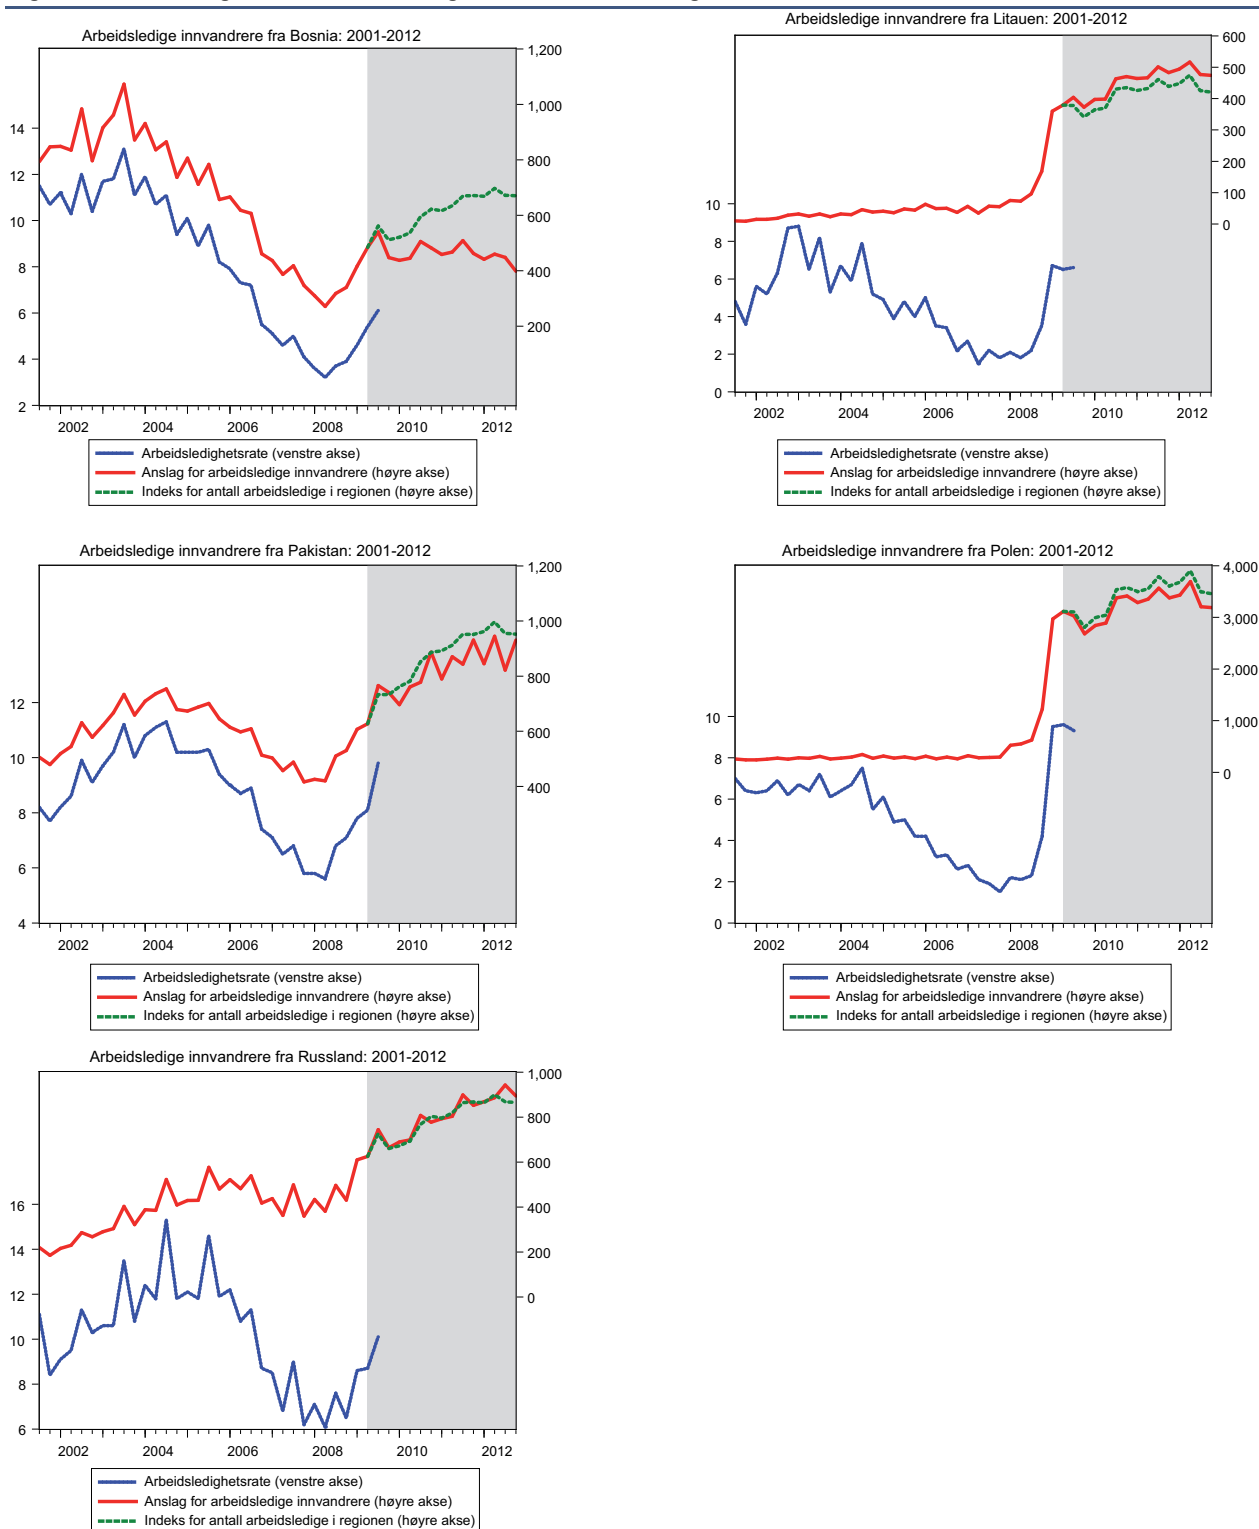 Arbeidsledige innvandrere fra Bosnia: 2001-2012
1,200
1,000
800
600
400
200
14
12
10
8
6
4
2
2002 2004 2006 2008 2010 2012
Arbeidsledighetsrate (venstre akse)
Anslag for arbeidsledige innvandrere (høyre akse)
Indeks for antall arbeidsledige i regionen (høyre akse)
Arbeidsledige innvandrere fra Litauen: 2001-2012
600
500
400
300
200
100
0
10
8
6
4
2
0
2002 2004 2006 2008 2010 2012
Arbeidsledighetsrate (venstre akse)
Anslag for arbeidsledige innvandrere (høyre akse)
Indeks for antall arbeidsledige i regionen (høyre akse)
Arbeidsledige innvandrere fra Pakistan: 2001-2012
1,200
1,000
800
600
400
12
10
8
6
4
2002 2004 2006 2008 2010 2012
Arbeidsledighetsrate (venstre akse)
Anslag for arbeidsledige innvandrere (høyre akse)
Indeks for antall arbeidsledige i regionen (høyre akse)
Arbeidsledige innvandrere fra Polen: 2001-2012
4,000
3,000
2,000
1,000
0
10
8
6
4
2
0
2002 2004 2006 2008 2010 2012
Arbeidsledighetsrate (venstre akse)
Anslag for arbeidsledige innvandrere (høyre akse)
Indeks for antall arbeidsledige i regionen (høyre akse)
Arbeidsledige innvandrere fra Russland: 2001-2012
1,000
800
600
400
200
0
16
14
12
10
8
6
2002 2004 2006 2008 2010 2012
Arbeidsledighetsrate (venstre akse)
Anslag for arbeidsledige innvandrere (høyre akse)
Indeks for antall arbeidsledige i regionen (høyre akse)